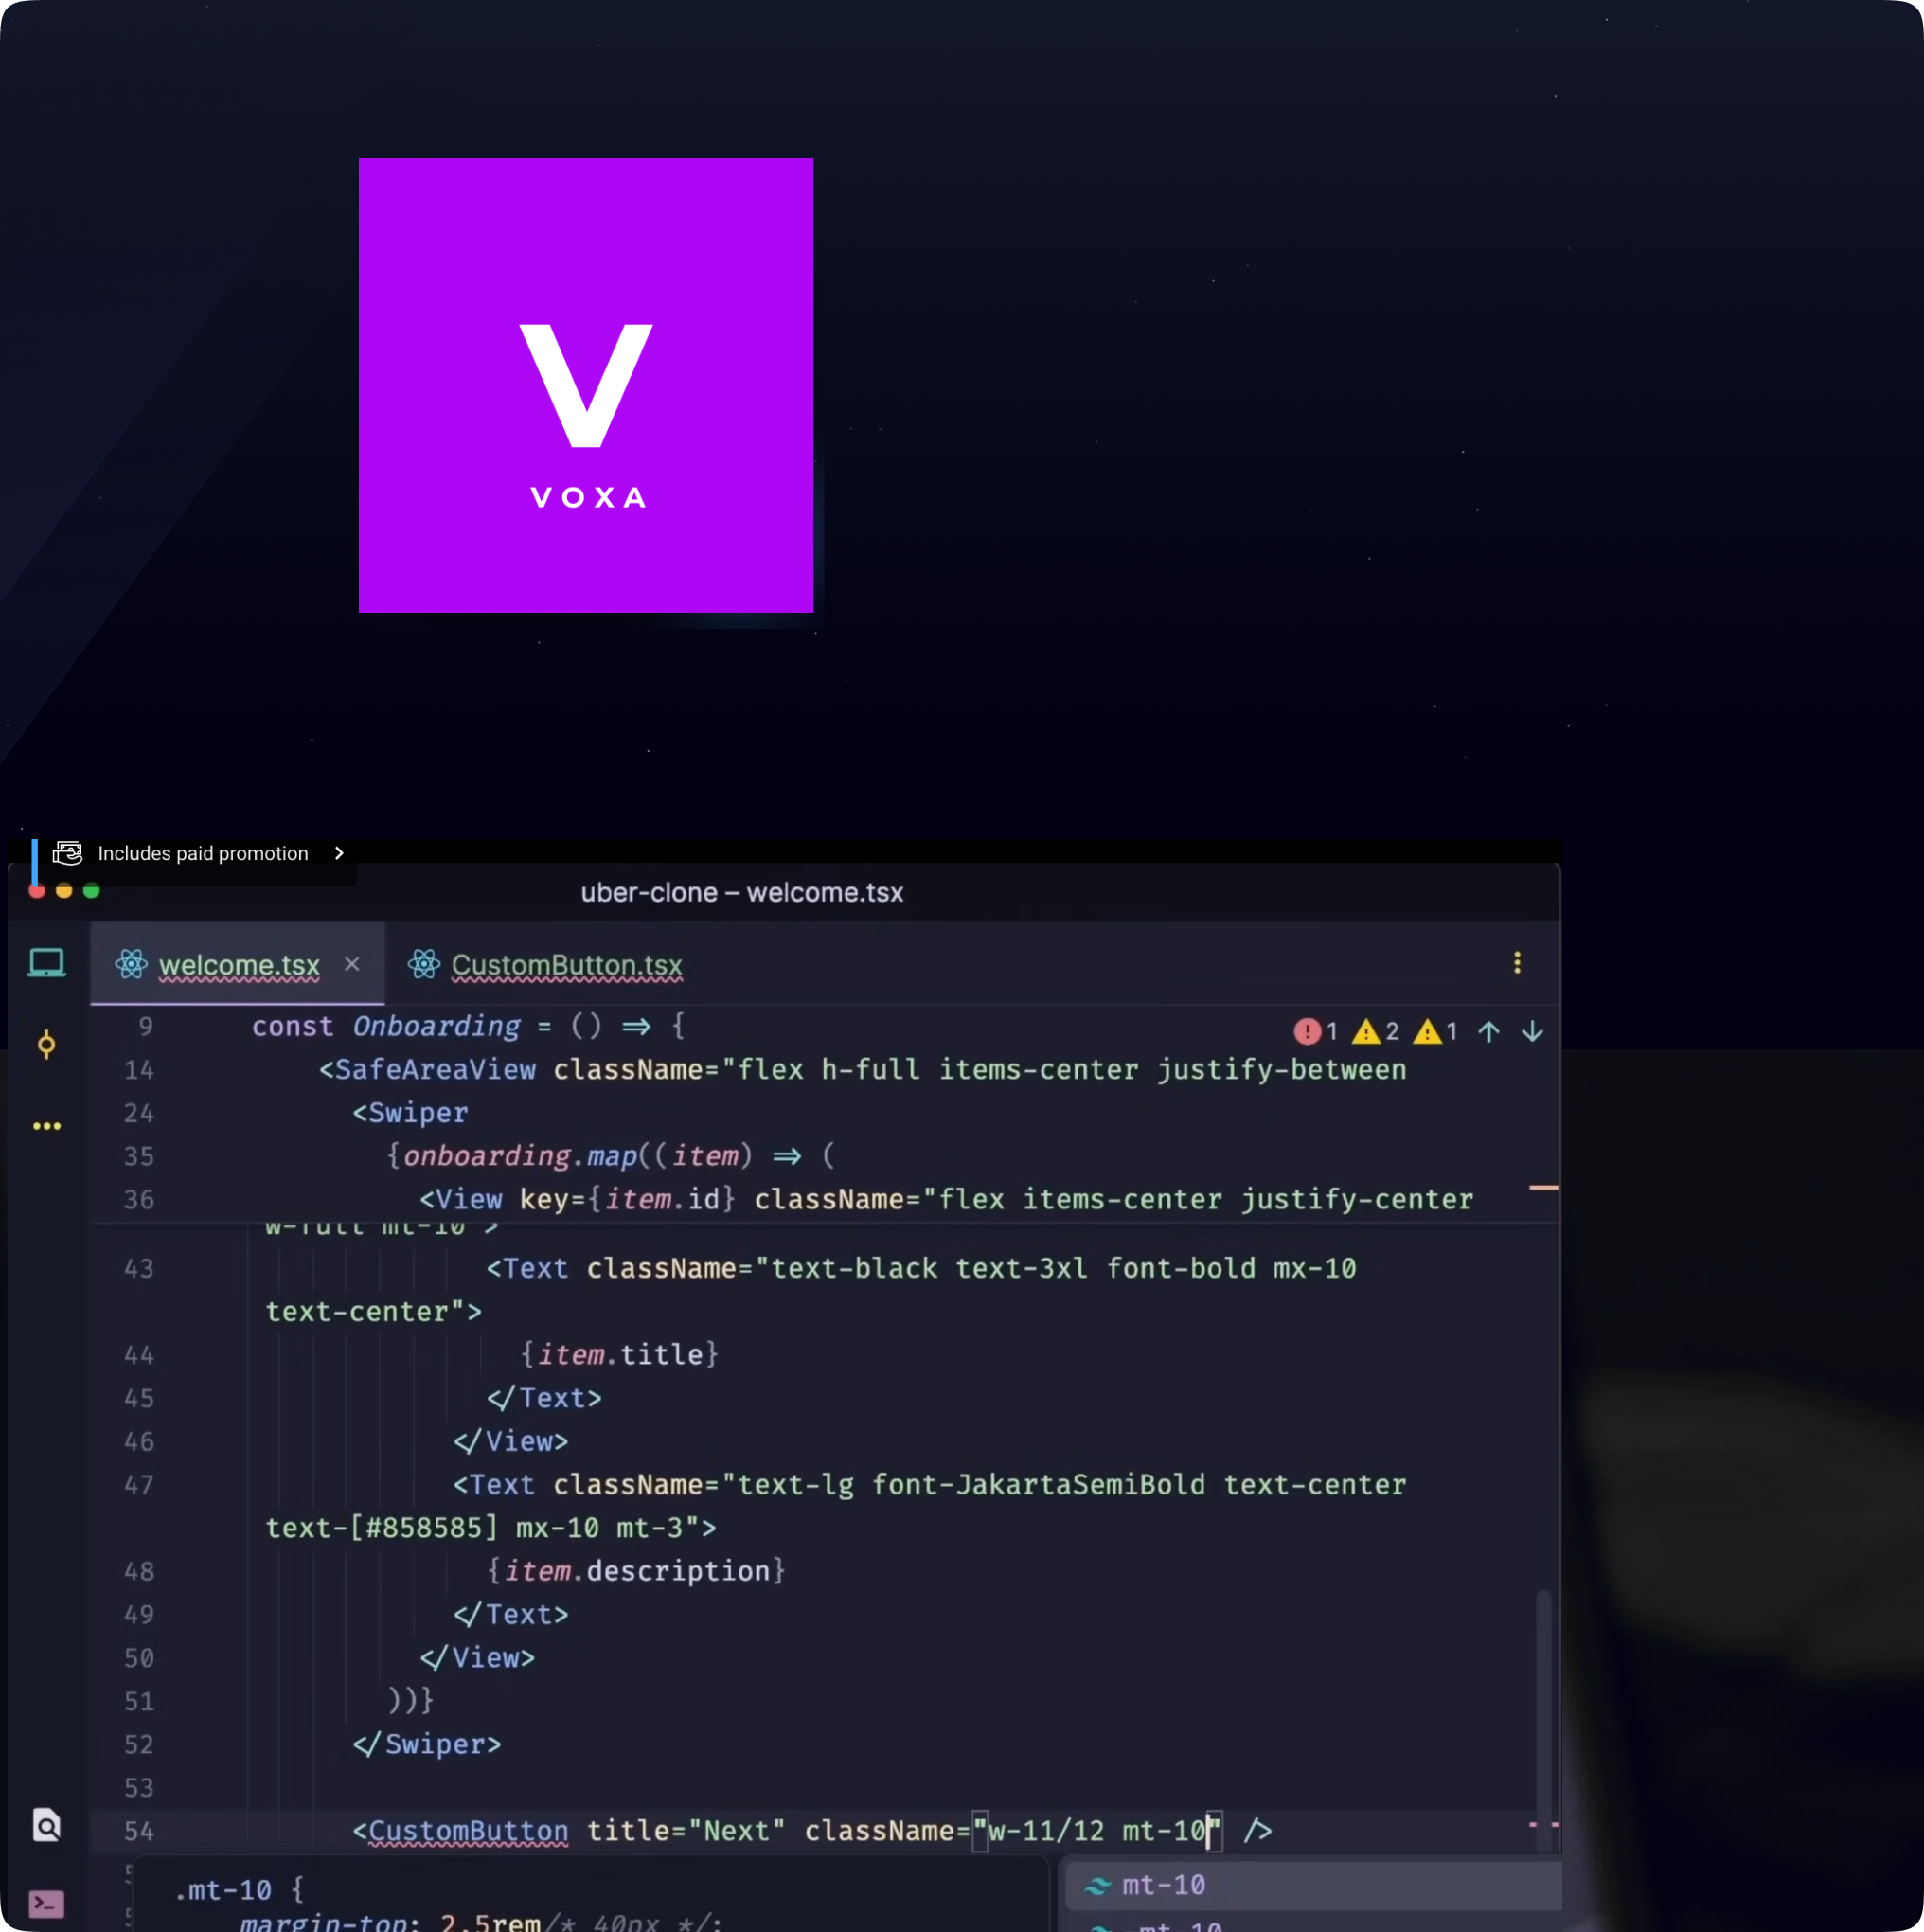 V
VOXA
Includes paid promotion
uber-clone – welcome.tsx
welcome.tsx × CustomButton.tsx
9 const Onboarding = () => {
1 2 1
14 <SafeAreaView className="flex h-full items-center justify-between
24 <Swiper
35 {onboarding.map((item) => (
36 <View key={item.id} className="flex items-center justify-center
w-full mt-10">
43 <Text className="text-black text-3xl font-bold mx-10
text-center">
44 {item.title}
45 </Text>
46 </View>
47 <Text className="text-lg font-JakartaSemiBold text-center
text-[#858585] mx-10 mt-3">
48 {item.description}
49 </Text>
50 </View>
51 ))}
52 </Swiper>
53
54 <CustomButton title="Next" className="w-11/12 mt-10" />
.mt-10 {
margin-top: 2.5rem/* 40px */;
mt-10
-mt-10